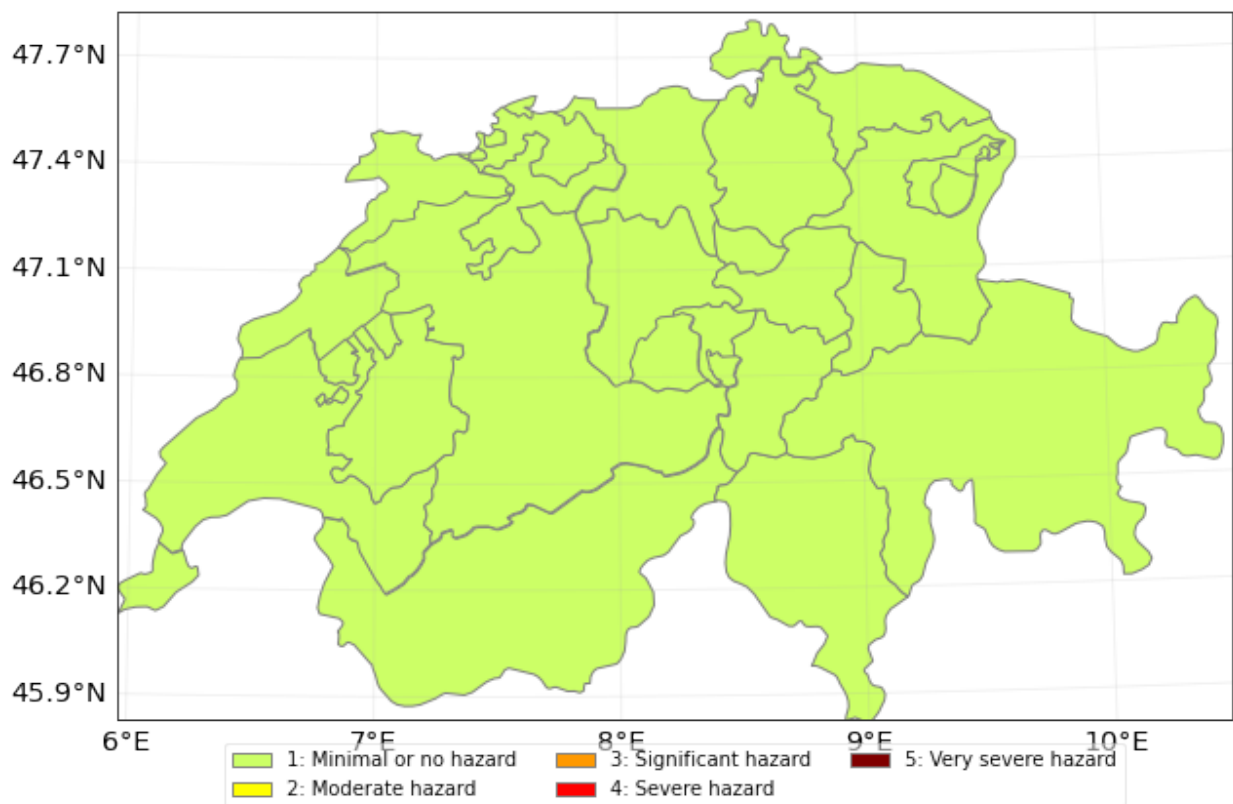 47.7°N
47.4°N
47.1°N
46.8°N
46.5°N
46.2°N
45.9°N
6°E 7°E 8°E 9°E 10°E
1: Minimal or no hazard 3: Significant hazard 5: Very severe hazard
2: Moderate hazard 4: Severe hazard